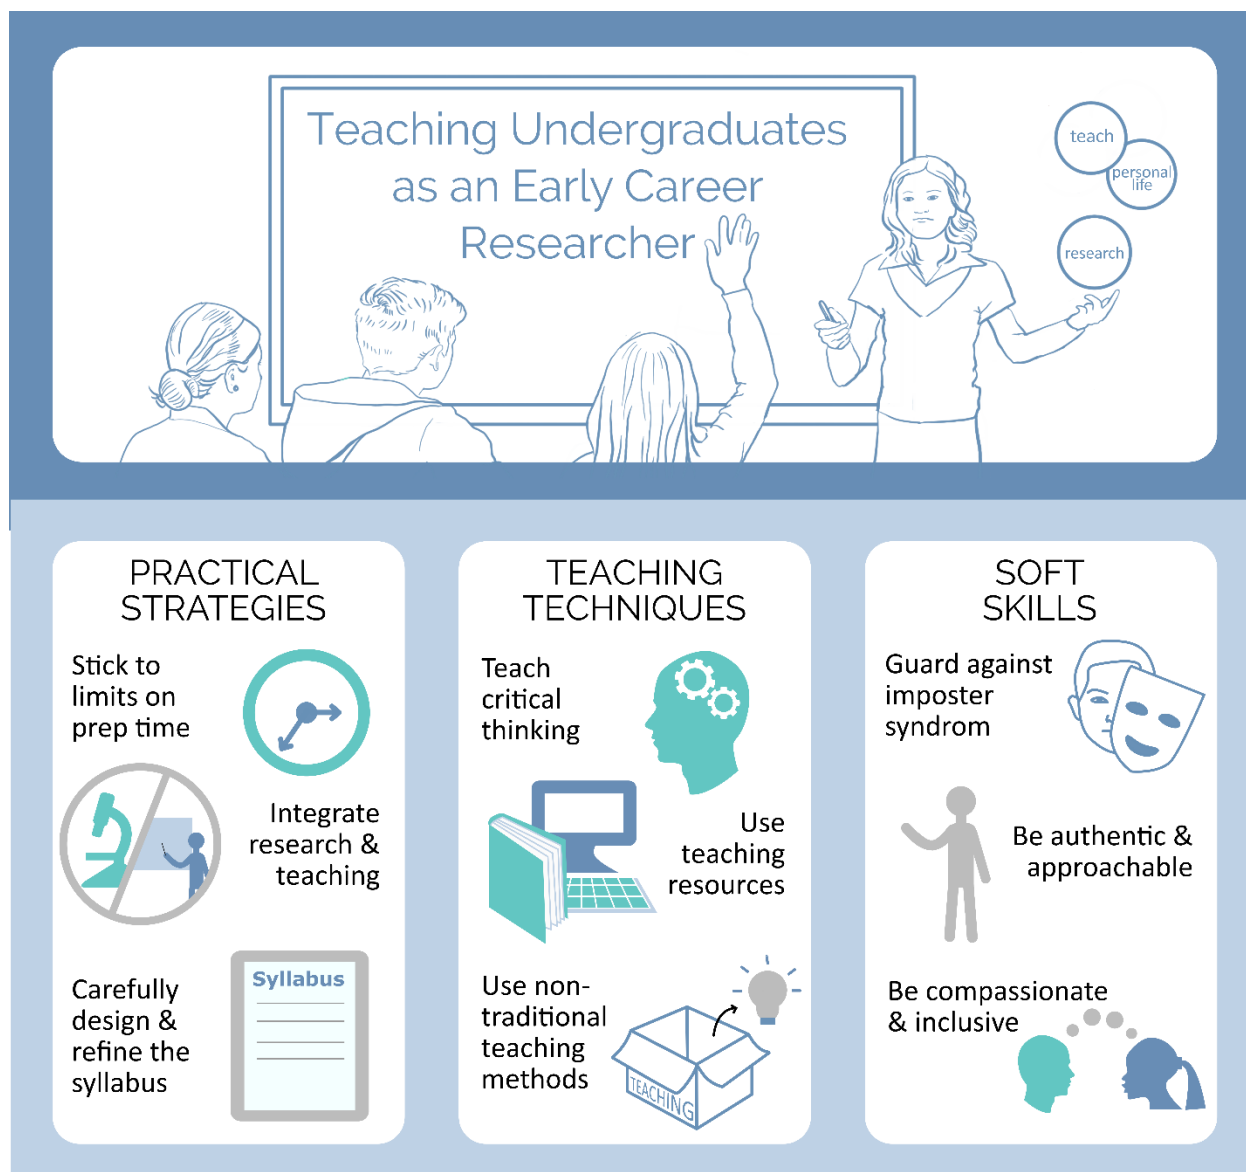 Teaching Undergraduates
as an Early Career
Researcher
teach
personal
life
research
PRACTICAL
STRATEGIES
Stick to
limits on
prep time
Integrate
research &
teaching
Carefully
design &
refine the
syllabus
Syllabus
TEACHING
TECHNIQUES
Teach
critical
thinking
Use
teaching
resources
Use non-
traditional
teaching
methods
TEACHING
SOFT
SKILLS
Guard against
imposter
syndrom
Be authentic &
approachable
Be compassionate
& inclusive